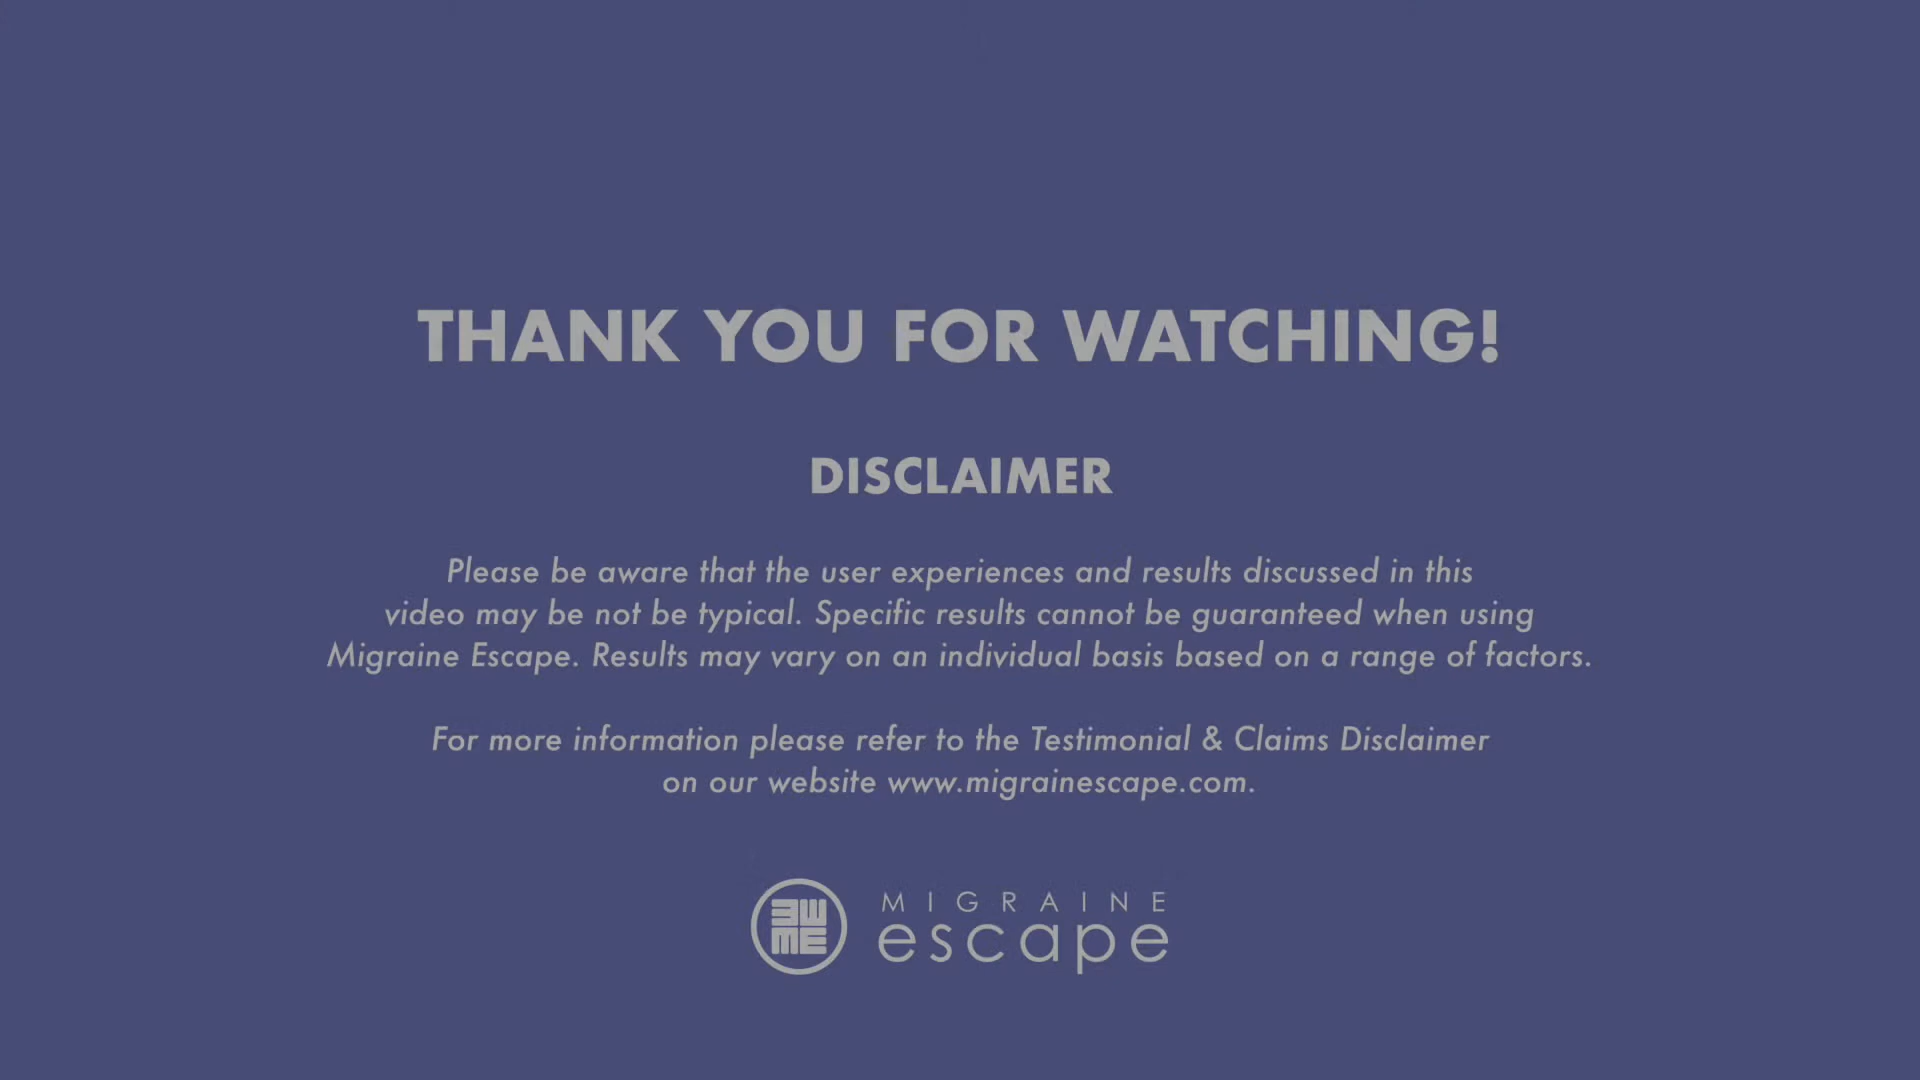 THANK YOU FOR WATCHING!
DISCLAIMER
Please be aware that the user experiences and results discussed in this
video may be not be typical. Specific results cannot be guaranteed when using
Migraine Escape. Results may vary on an individual basis based on a range of factors.
For more information please refer to the Testimonial & Claims Disclaimer
on our website www.migrainescape.com.
MIGRAINE
escape